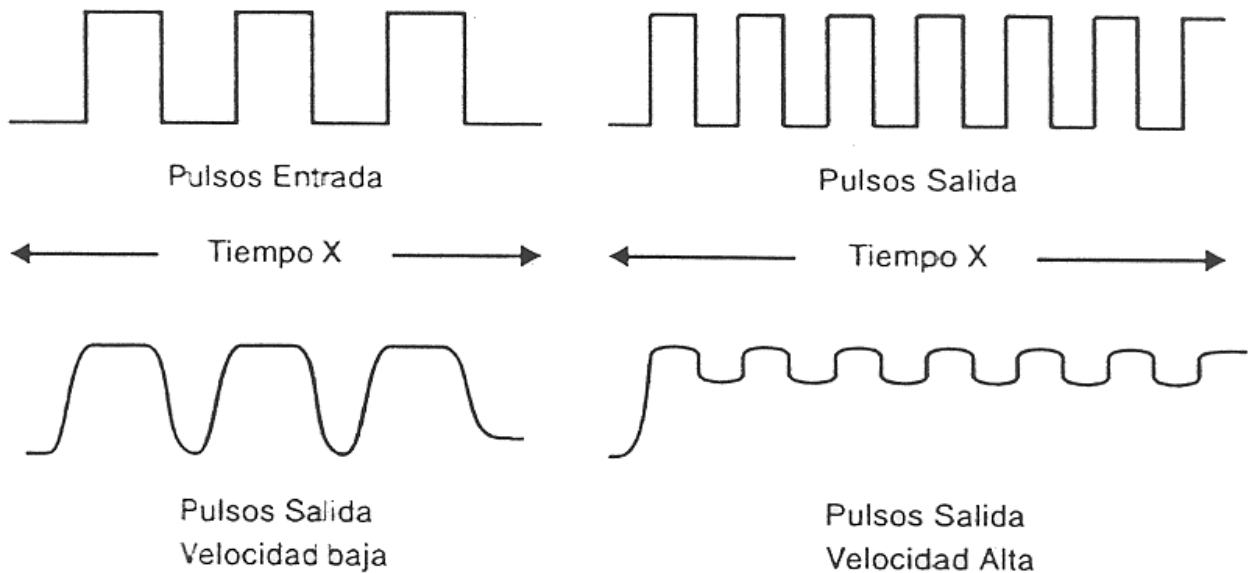 Pulsos Entrada
Pulsos Salida
Tiempo X
Tiempo X
Pulsos Salida
Velocidad baja
Pulsos Salida
Velocidad Alta